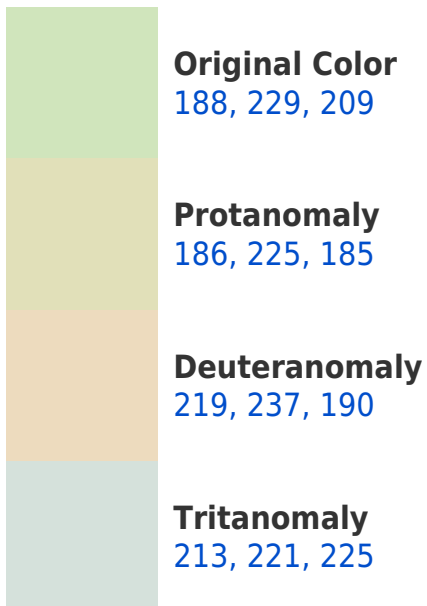 Original Color
188, 229, 209
Protanomaly
186, 225, 185
Deuteranomaly
219, 237, 190
Tritanomaly
213, 221, 225